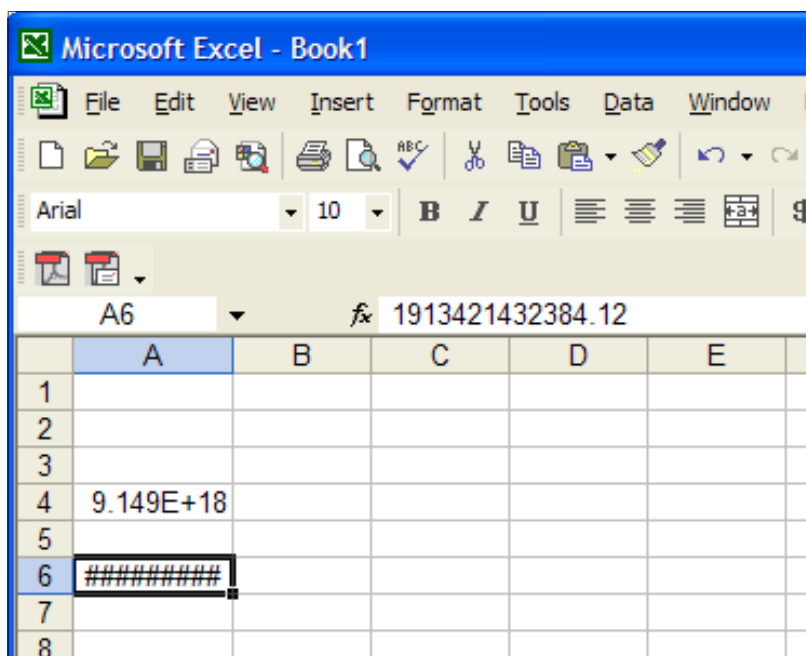 Microsoft Excel - Book1
File Edit View Insert Format Tools Data Window
ABC
Arial 10 B I U a $
A6 fx 1913421432384.12
A B C D E
1
2
3
4 9.149E+18
5
6 #########
7
8